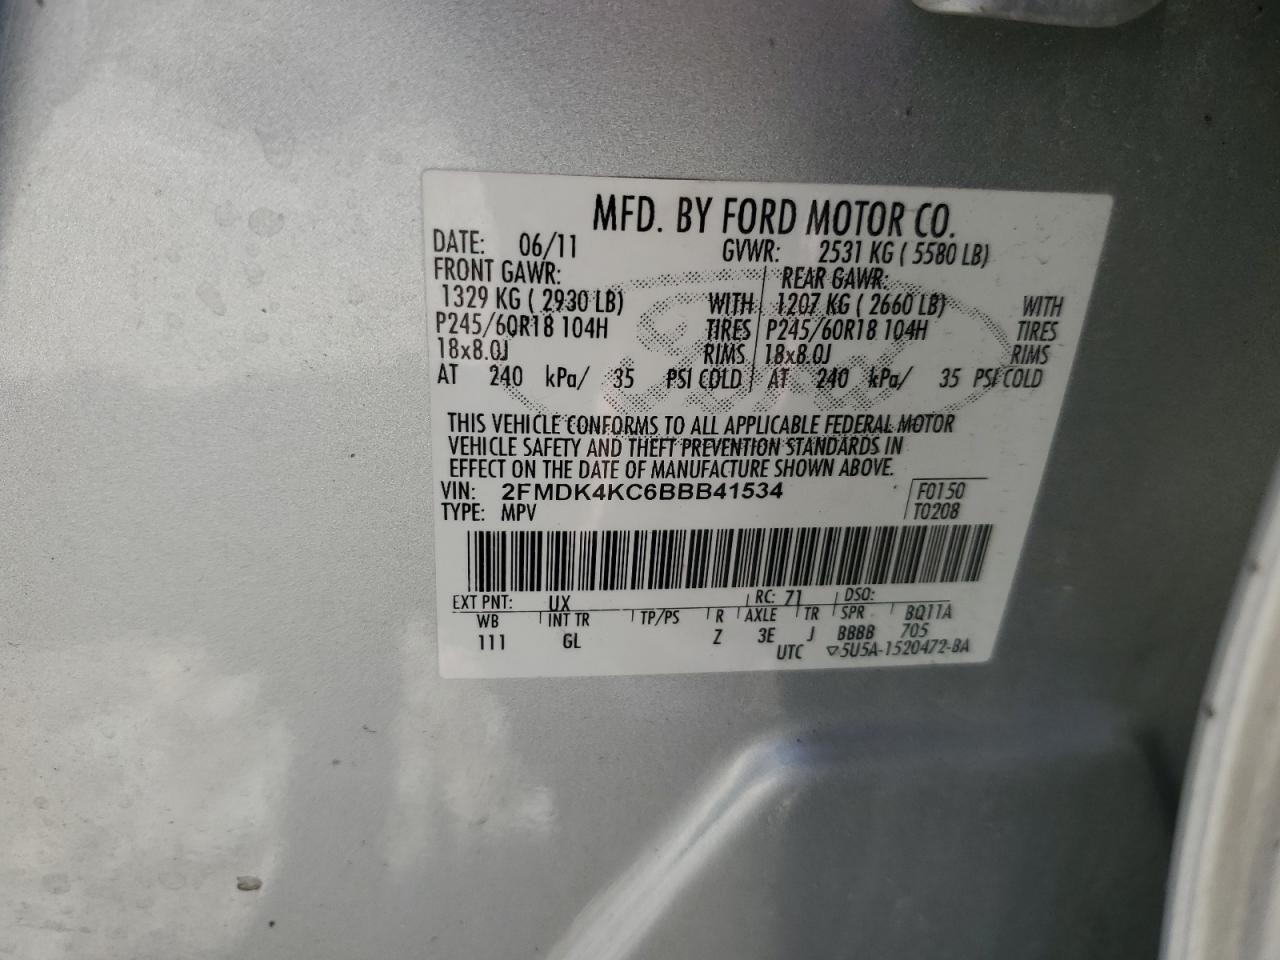 MFD. BY FORD MOTOR CO.
DATE: 06/11 GVWR: 2531 KG ( 5580 LB)
FRONT GAWR: REAR GAWR:
1329 KG ( 2930 LB) WITH 1207 KG ( 2660 LB) WITH
P245/60R18 104H TIRES P245/60R18 104H TIRES
18x8.0J RIMS 18x8.0J RIMS
AT 240 kPa/ 35 PSI COLD AT 240 kPa/ 35 PSI COLD
THIS VEHICLE CONFORMS TO ALL APPLICABLE FEDERAL MOTOR
VEHICLE SAFETY AND THEFT PREVENTION STANDARDS IN
EFFECT ON THE DATE OF MANUFACTURE SHOWN ABOVE.
VIN: 2FMDK4KC6BBB41534 F0150
TYPE: MPV T0208
EXT PNT: UX RC: 71 DSO:
WB INT TR TP/PS R AXLE TR SPR BQ11A
111 GL Z 3E J BBBB 705
UTC ▽5U5A-1520472-BA